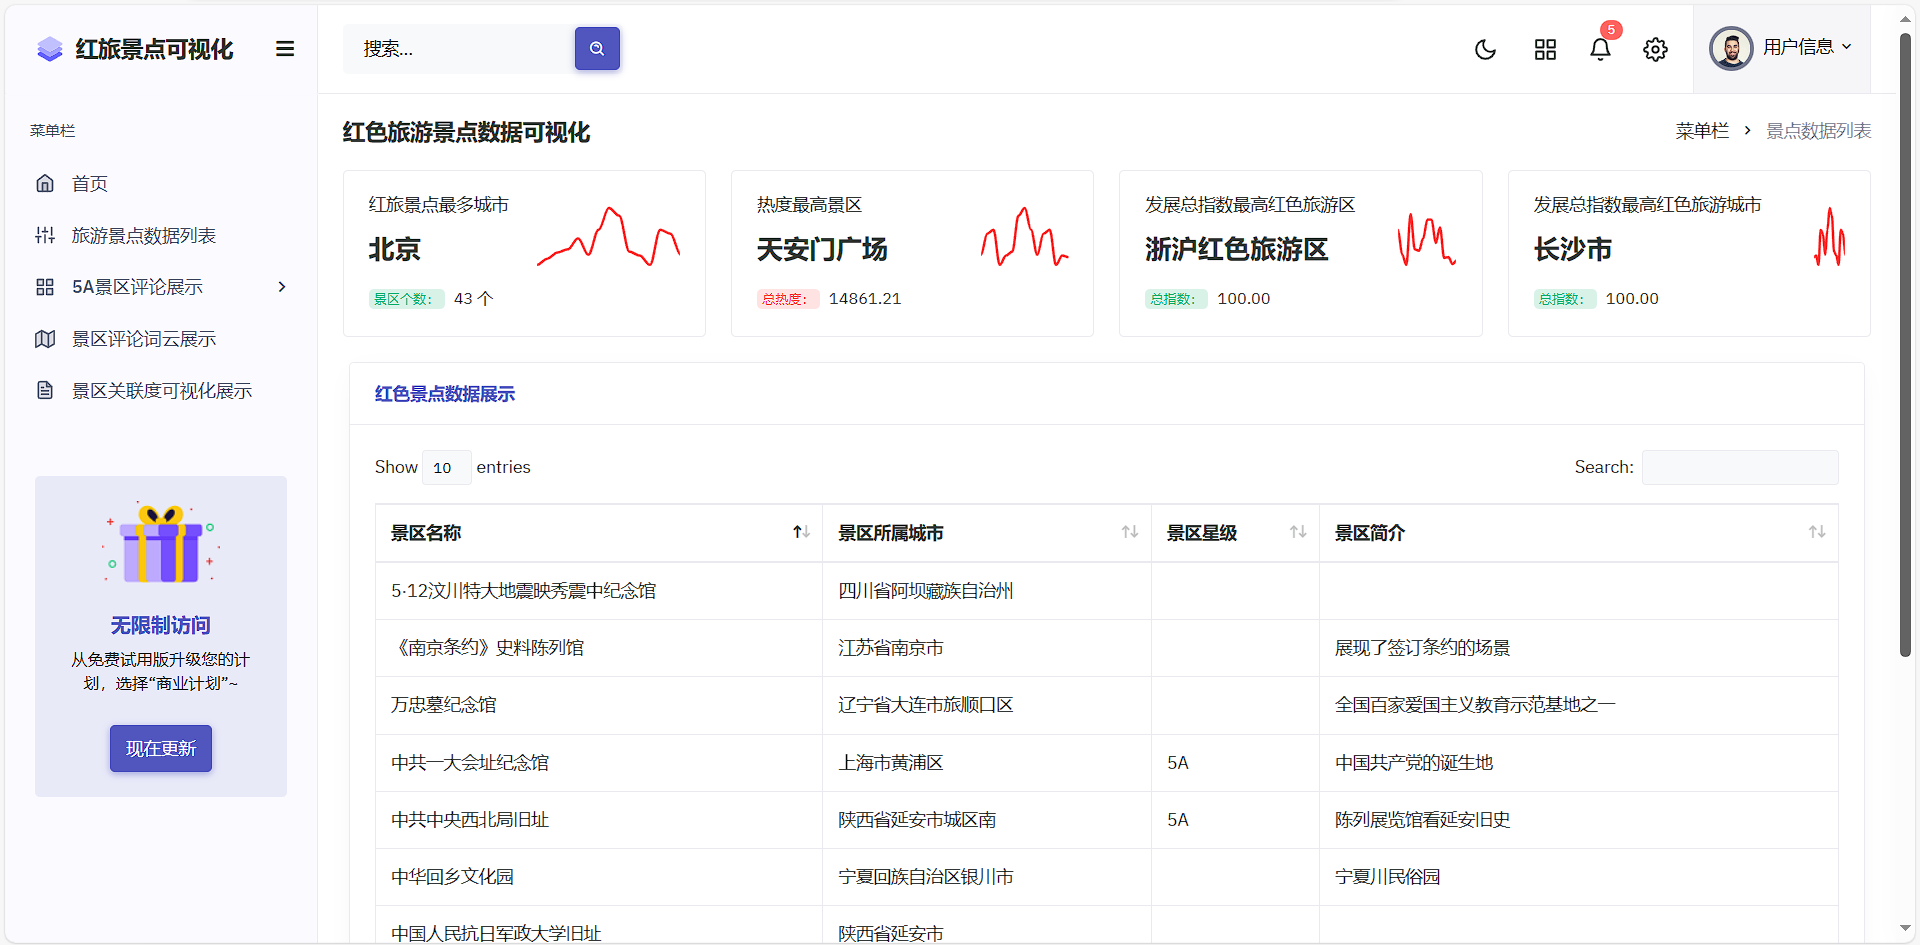 红旅景点可视化
搜索...
5
用户信息
菜单栏
首页
旅游景点数据列表
5A景区评论展示
景区评论词云展示
景区关联度可视化展示
无限制访问
从免费试用版升级您的计
划，选择“商业计划”~
现在更新
红色旅游景点数据可视化
菜单栏 > 景点数据列表
红旅景点最多城市
北京
景区个数： 43 个
热度最高景区
天安门广场
总热度： 14861.21
发展总指数最高红色旅游区
浙沪红色旅游区
总指数： 100.00
发展总指数最高红色旅游城市
长沙市
总指数： 100.00
红色景点数据展示
Show 10 entries
Search:
景区名称 景区所属城市 景区星级 景区简介
5·12汶川特大地震映秀震中纪念馆 四川省阿坝藏族自治州
《南京条约》史料陈列馆 江苏省南京市 展现了签订条约的场景
万忠墓纪念馆 辽宁省大连市旅顺口区 全国百家爱国主义教育示范基地之一
中共一大会址纪念馆 上海市黄浦区 5A 中国共产党的诞生地
中共中央西北局旧址 陕西省延安市城区南 5A 陈列展览馆看延安旧史
中华回乡文化园 宁夏回族自治区银川市 宁夏川民俗园
中国人民抗日军政大学旧址 陕西省延安市